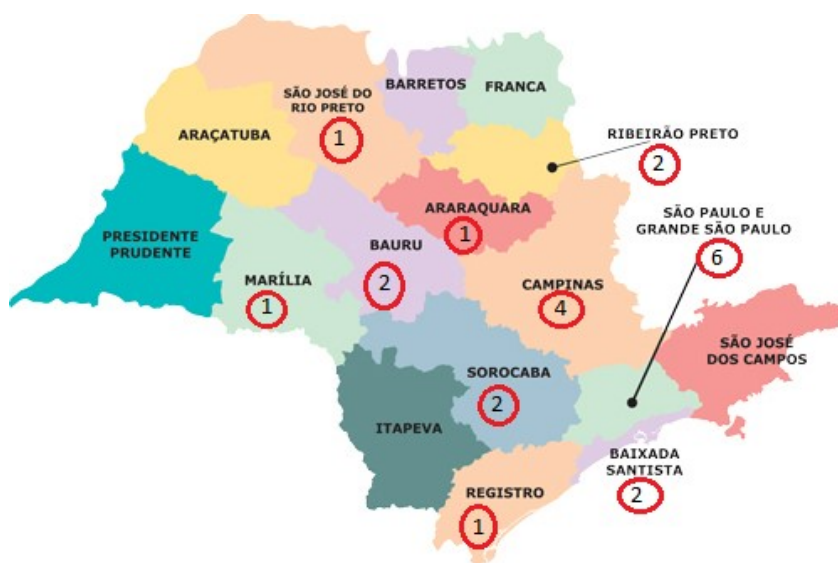 BARRETOS
FRANCA
SÃO JOSÉ DO
RIO PRETO
1
ARAÇATUBA
RIBEIRÃO PRETO
2
ARARAQUARA
1
SÃO PAULO E
GRANDE SÃO PAULO
6
PRESIDENTE
PRUDENTE
BAURU
2
MARÍLIA
1
CAMPINAS
4
SÃO JOSÉ
DOS CAMPOS
SOROCABA
2
ITAPEVA
BAIXADA
SANTISTA
2
REGISTRO
1